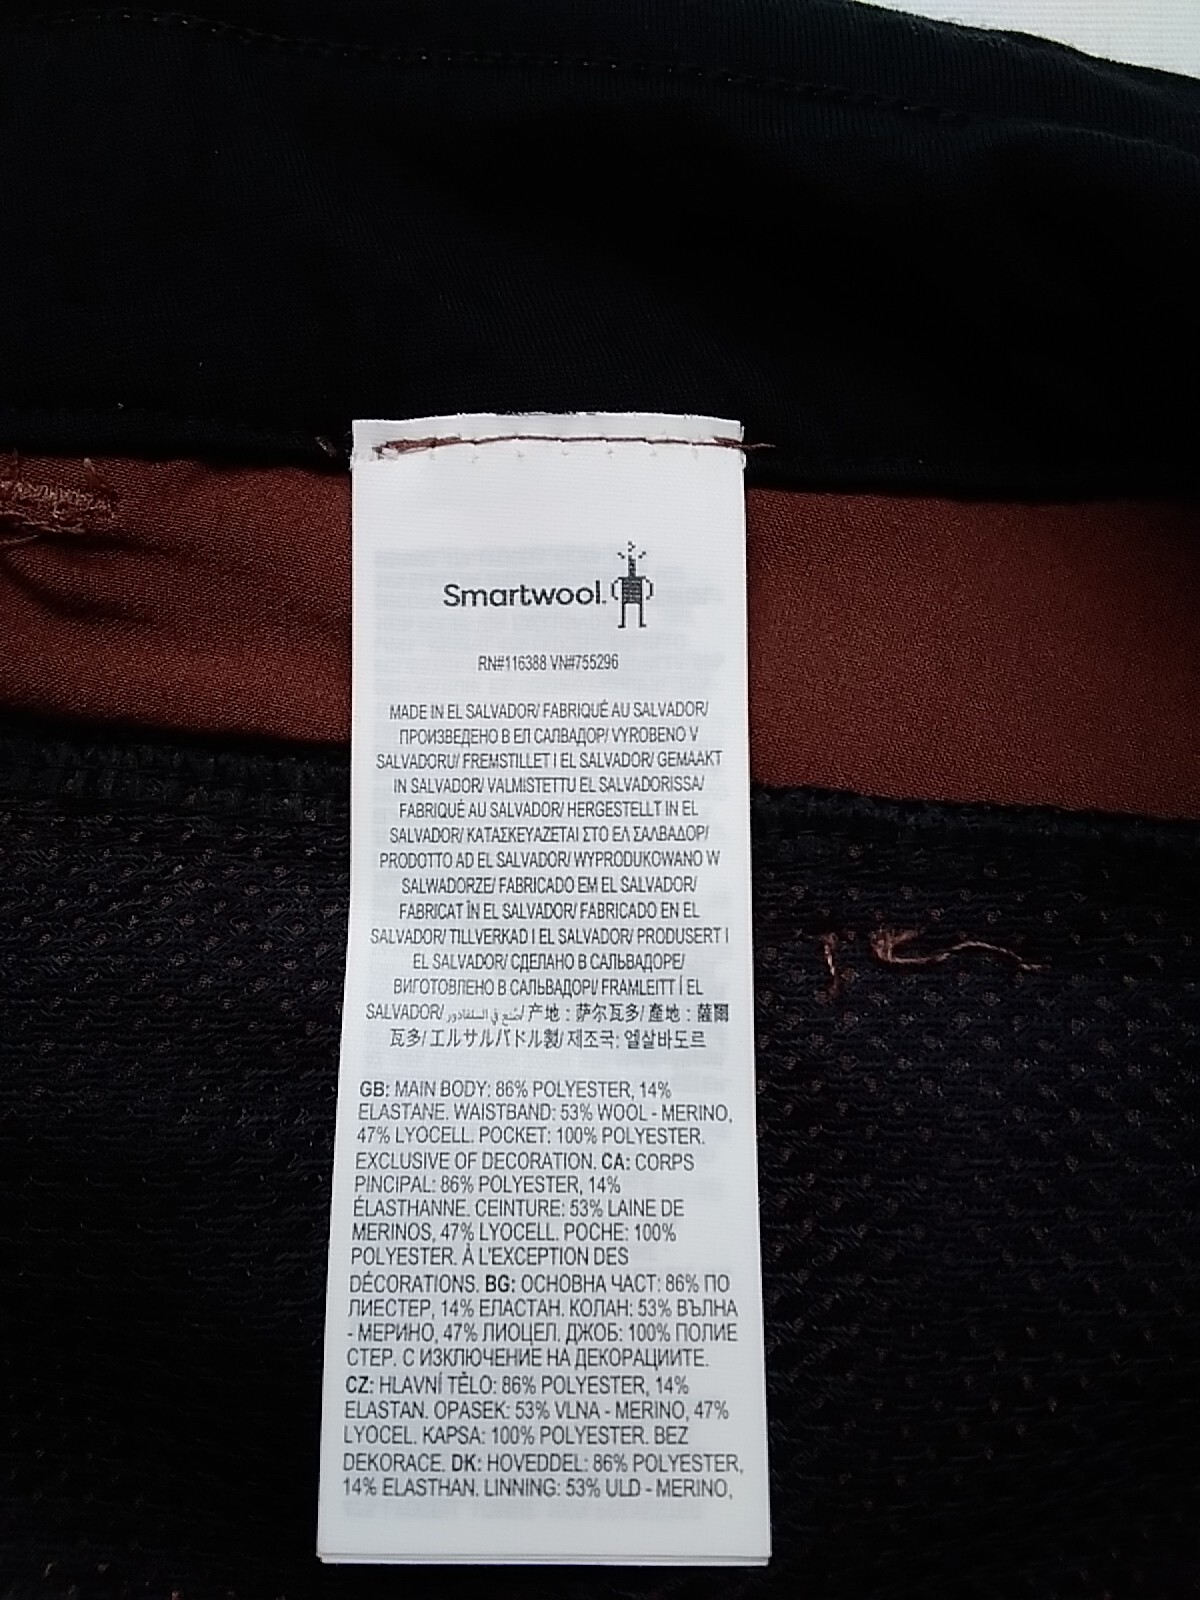 Smartwool.
RN#116388 VN#755296
MADE IN EL SALVADOR/ FABRIQUÉ AU SALVADOR/
ПРОИЗВЕДЕНО В ЕЛ САЛВАДОР/ VYROBENO V
SALVADORU/ FREMSTILLET I EL SALVADOR/ GEMAAKT
IN SALVADOR/ VALMISTETTU EL SALVADORISSA/
FABRIQUÉ AU SALVADOR/ HERGESTELLT IN EL
SALVADOR/ ΚΑΤΑΣΚΕΥΑΖΕΤΑΙ ΣΤΟ ΕΛ ΣΑΛΒΑΔΟΡ/
PRODOTTO AD EL SALVADOR/ WYPRODUKOWANO W
SALWADORZE/ FABRICADO EM EL SALVADOR/
FABRICAT ÎN EL SALVADOR/ FABRICADO EN EL
SALVADOR/ TILLVERKAD I EL SALVADOR/ PRODUSERT I
EL SALVADOR/ СДЕЛАНО В САЛЬВАДОРЕ/
ВИГОТОВЛЕНО В САЛЬВАДОРІ/ FRAMLEITT Í EL
SALVADOR/ صُنع في السلفادور/ 产地：萨尔瓦多/ 產地：薩爾
瓦多/ エルサルバドル製/ 제조국: 엘살바도르
GB: MAIN BODY: 86% POLYESTER, 14%
ELASTANE. WAISTBAND: 53% WOOL - MERINO,
47% LYOCELL. POCKET: 100% POLYESTER.
EXCLUSIVE OF DECORATION. CA: CORPS
PINCIPAL: 86% POLYESTER, 14%
ÉLASTHANNE. CEINTURE: 53% LAINE DE
MERINOS, 47% LYOCELL. POCHE: 100%
POLYESTER. À L'EXCEPTION DES
DÉCORATIONS. BG: ОСНОВНА ЧАСТ: 86% ПО
ЛИЕСТЕР, 14% ЕЛАСТАН. КОЛАН: 53% ВЪЛНА
- МЕРИНО, 47% ЛИОЦЕЛ. ДЖОБ: 100% ПОЛИЕ
СТЕР. С ИЗКЛЮЧЕНИЕ НА ДЕКОРАЦИИТЕ.
CZ: HLAVNÍ TĚLO: 86% POLYESTER, 14%
ELASTAN. OPASEK: 53% VLNA - MERINO, 47%
LYOCEL. KAPSA: 100% POLYESTER. BEZ
DEKORACE. DK: HOVEDDEL: 86% POLYESTER,
14% ELASTHAN. LINNING: 53% ULD - MERINO,